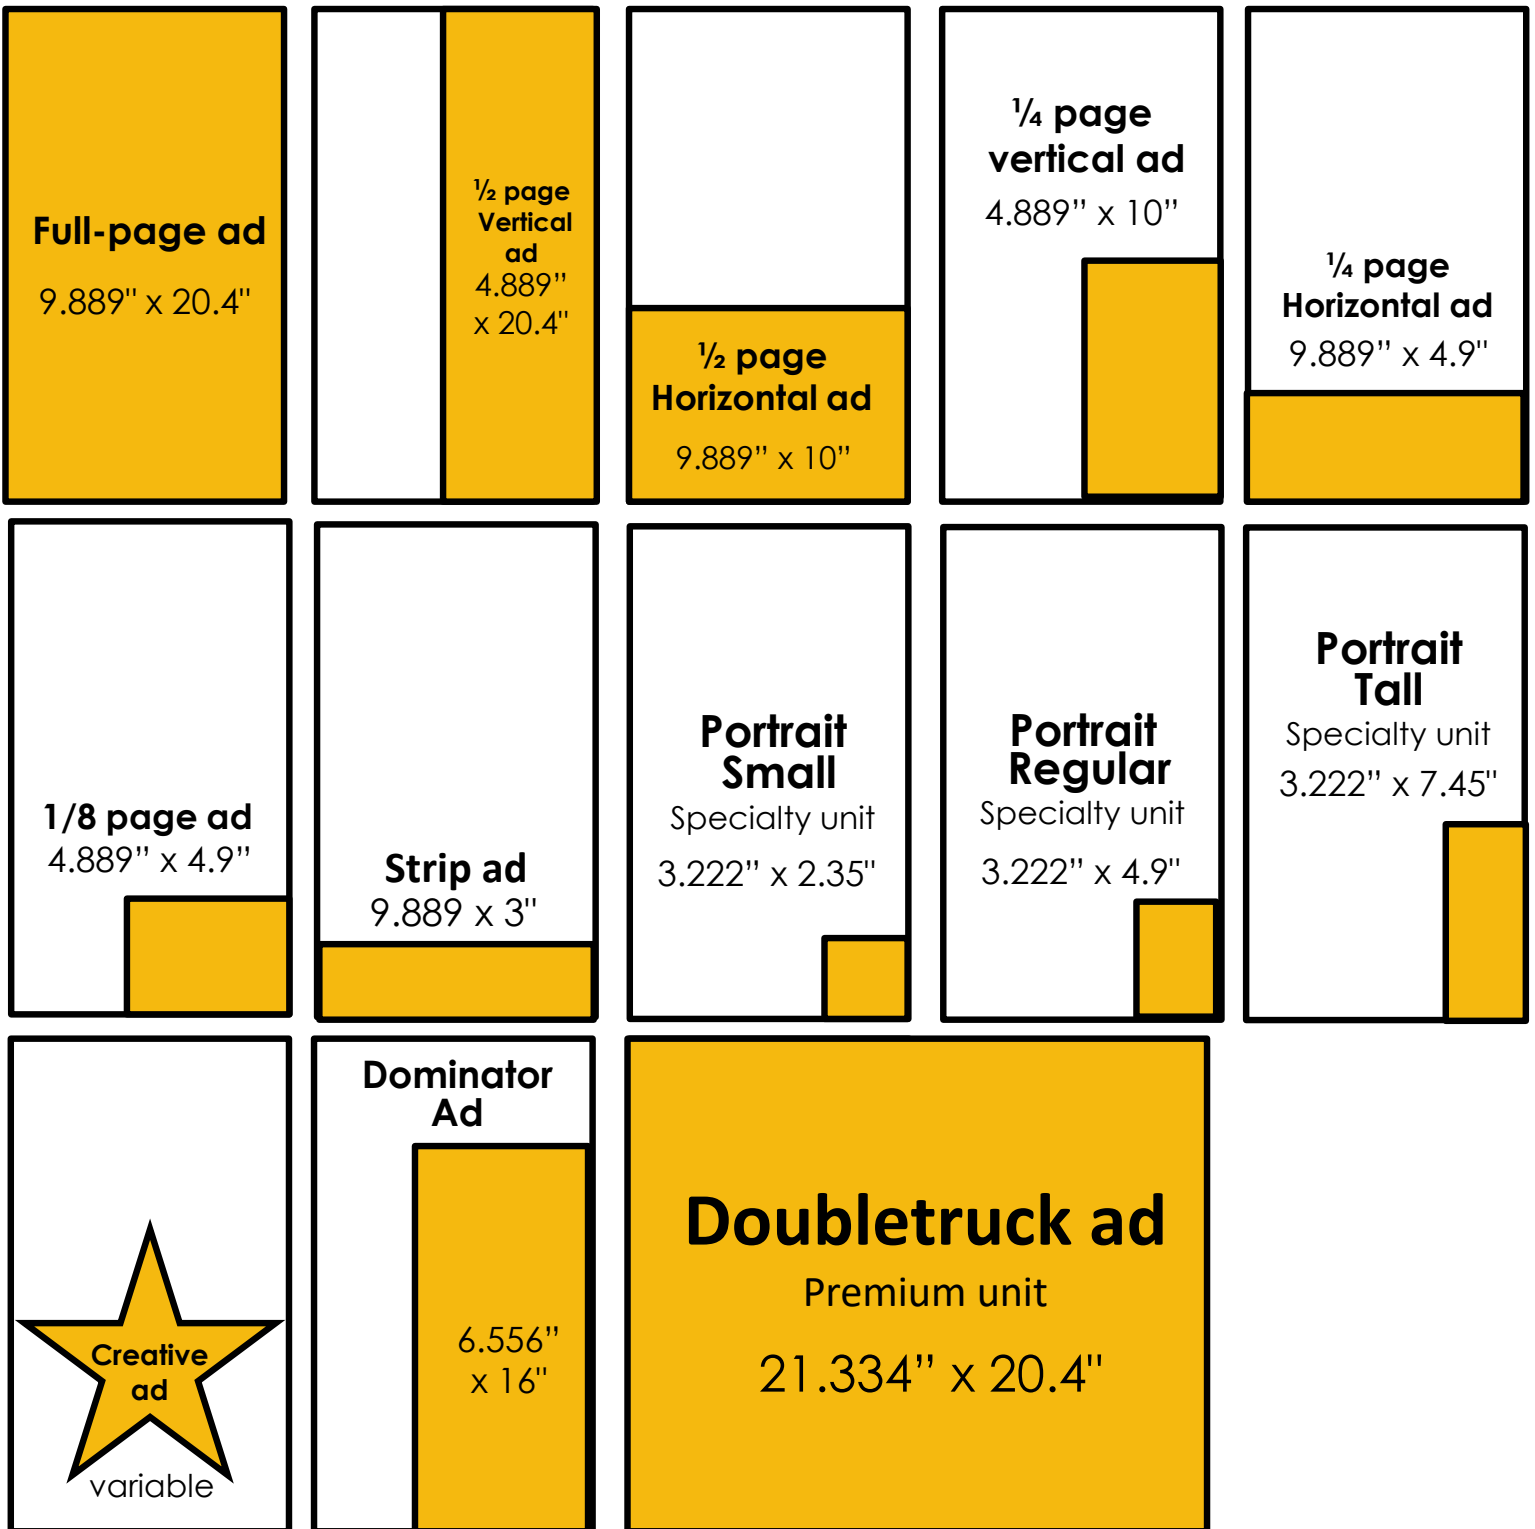 Full-page ad
9.889" x 20.4"
½ page
Vertical
ad
4.889”
x 20.4"
½ page
Horizontal ad
9.889” x 10”
¼ page
vertical ad
4.889” x 10”
¼ page
Horizontal ad
9.889” x 4.9"
1/8 page ad
4.889” x 4.9”
Strip ad
9.889 x 3"
Portrait
Small
Specialty unit
3.222” x 2.35"
Portrait
Regular
Specialty unit
3.222” x 4.9"
Portrait
Tall
Specialty unit
3.222” x 7.45"
Creative
ad
variable
Dominator
Ad
6.556”
x 16"
Doubletruck ad
Premium unit
21.334” x 20.4"